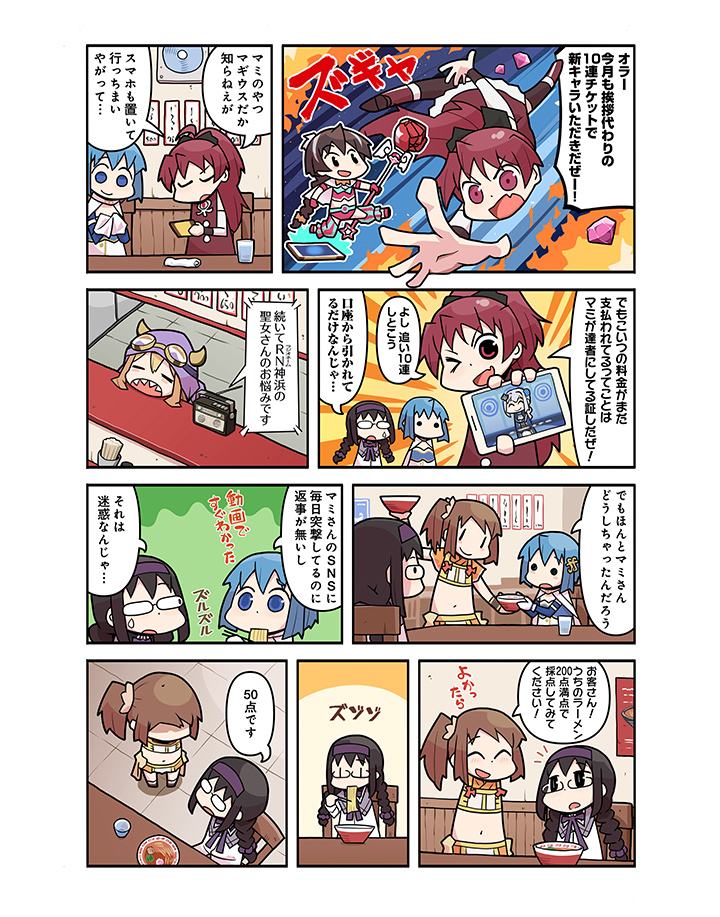 オラー
今月も挨拶代わりの
10連チケットで
新キャラいただきだぜー!!
ズギャ
マミのやつ
マギウスだか
知らねぇが
スマホも置いて
行っちまい
やがって…
でもこいつの料金がまだ
支払われてるってことは
マミが達者にしてる証しだぜ!
よし 追い10連
しとこう
口座から引かれて
るだけなんじゃ…
続いてRN神浜の
ラジオネーム
聖女さんのお悩みです
でもほんとマミさん
どうしちゃったんだろう
マミさんのSNSに
毎日突撃してるのに
返事が無いし
動画で
すぐわかった
ズルズル
それは
迷惑なんじゃ…
お客さん!
うちのラーメン
200点満点で
採点してみて
ください!
よかっ
たら
ズゾゾ
50点です